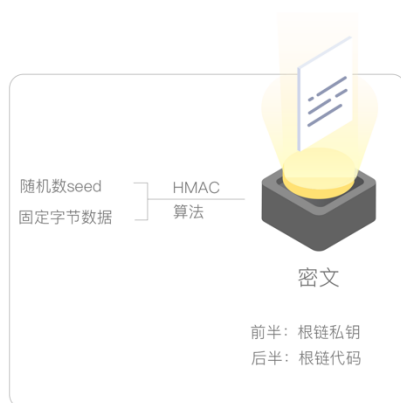 随机数seed
固定字节数据
HMAC
算法
密文
前半：根链私钥
后半：根链代码